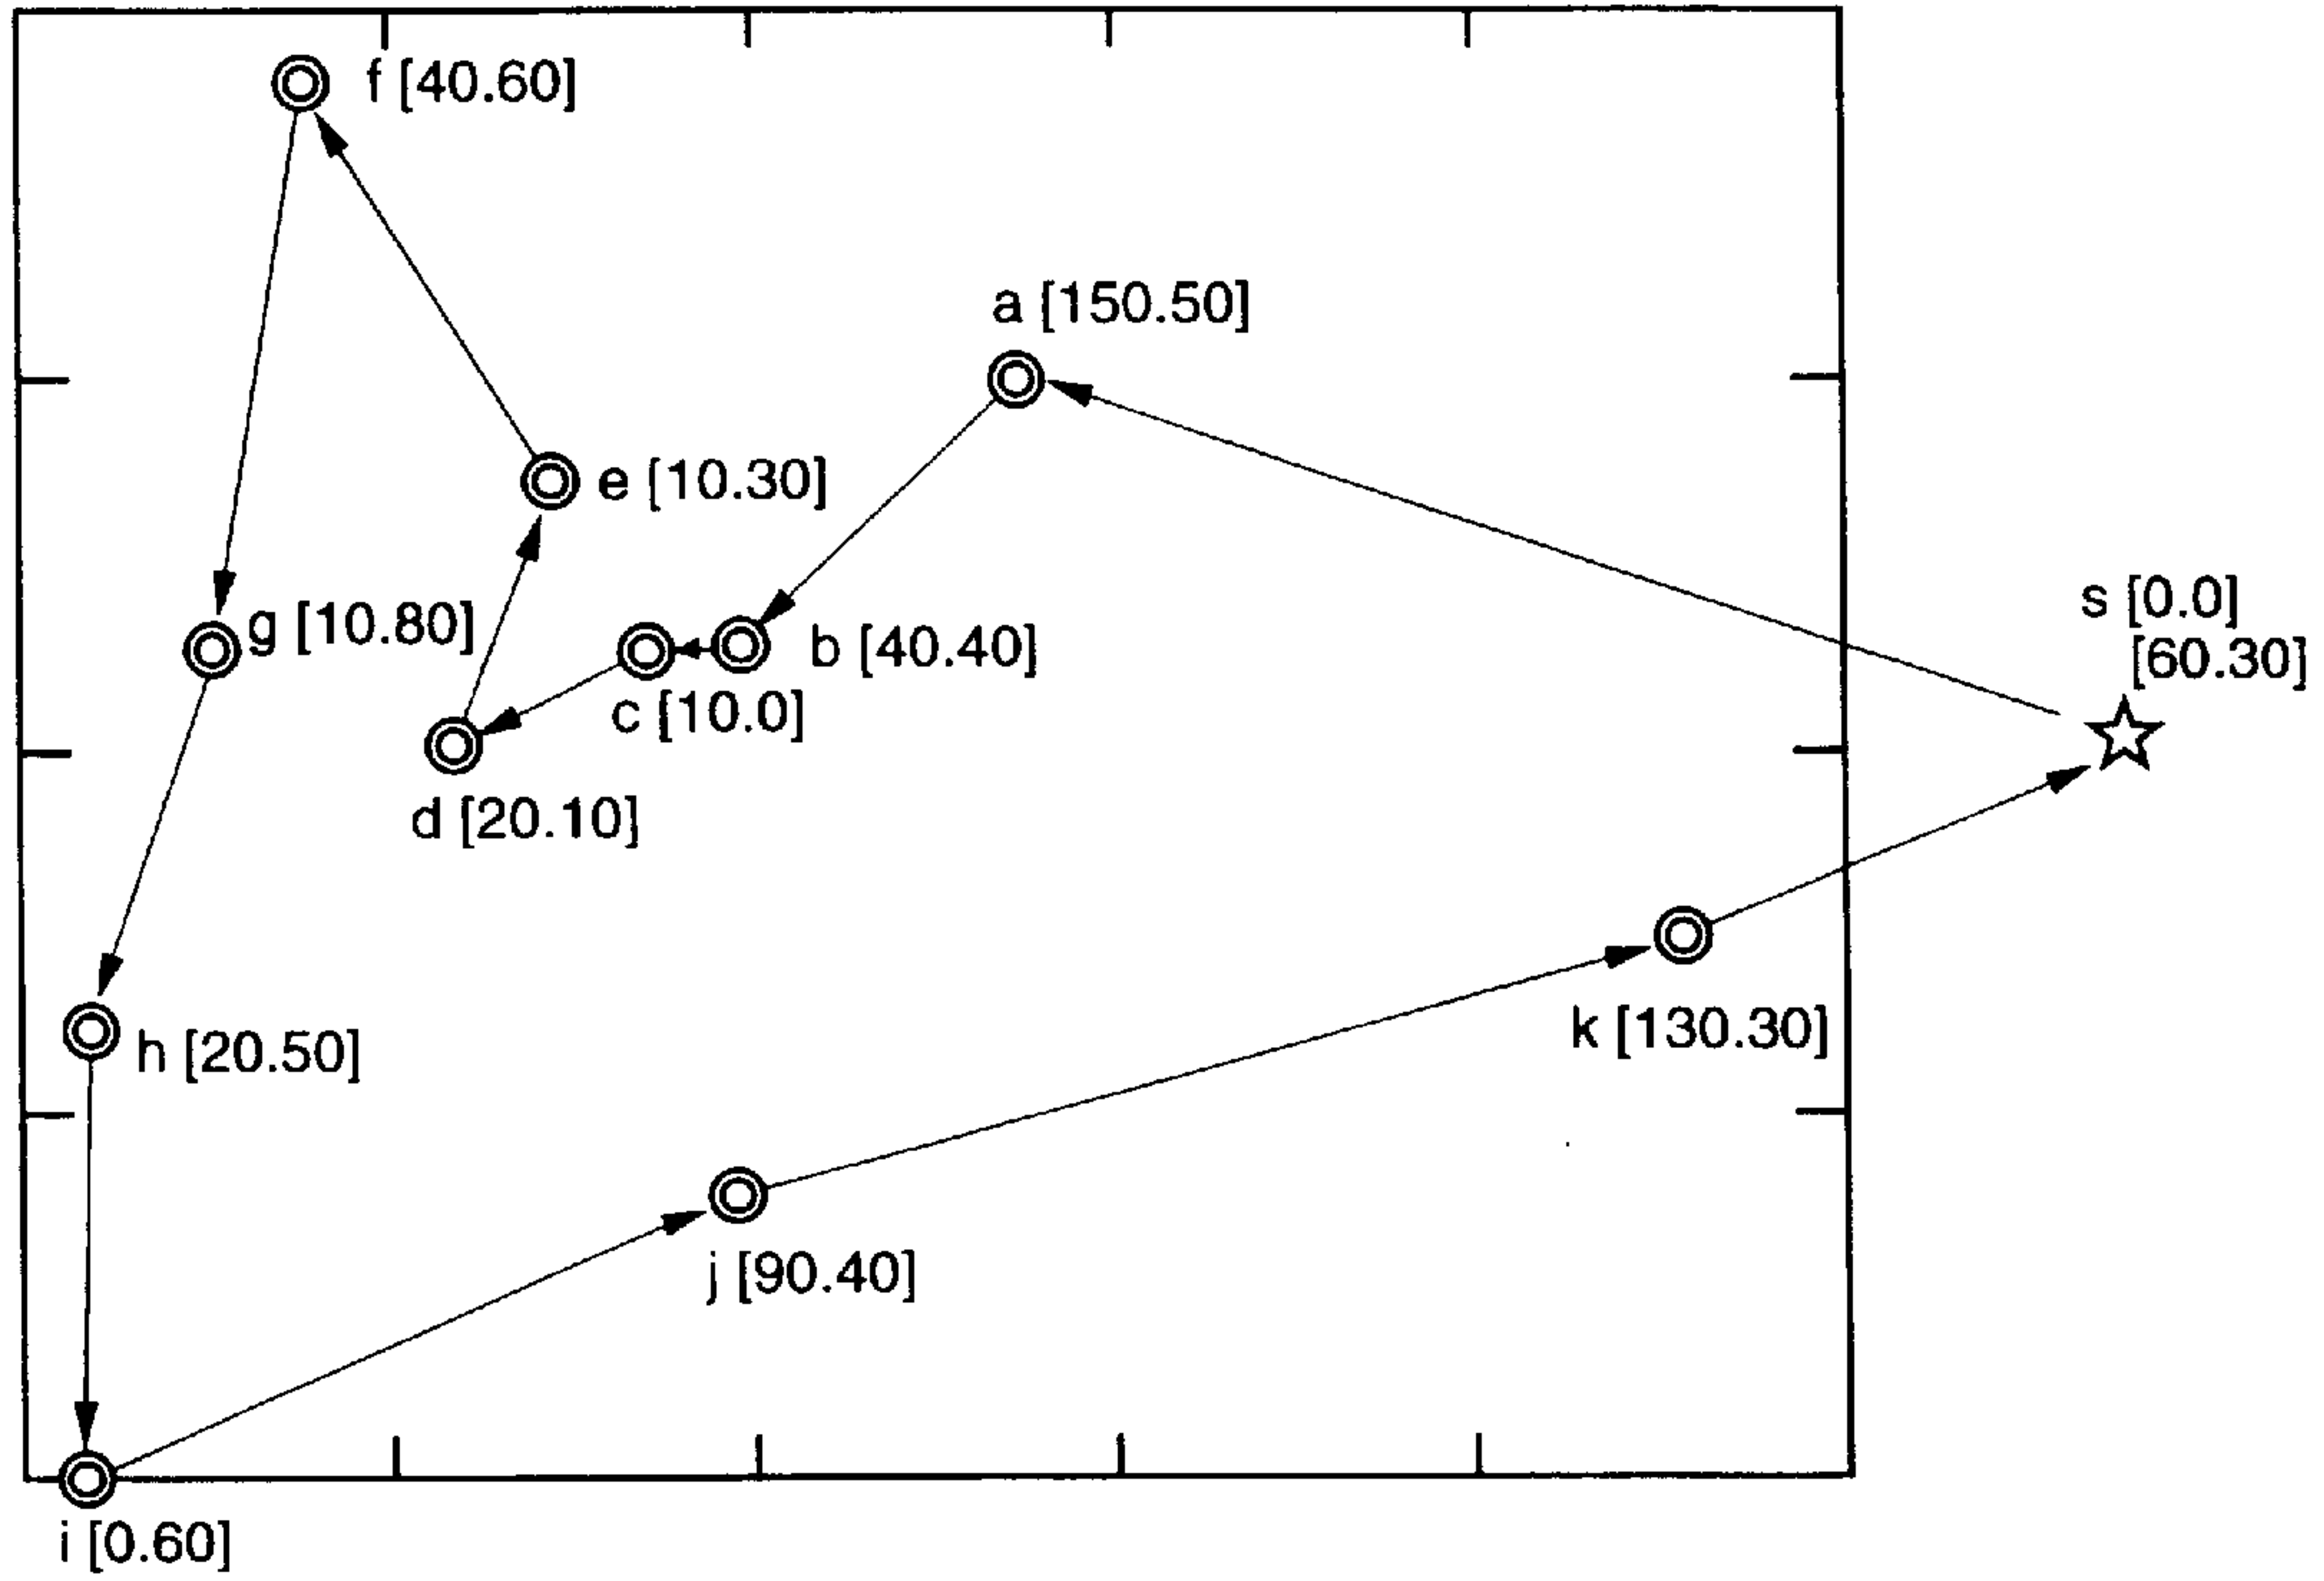 f [40.60]
a [150.50]
e [10.30]
s [0.0]
[60.30]
g [10.80]
b [40.40]
c [10.0]
d [20.10]
k [130.30]
h [20.50]
j [90.40]
i [0.60]